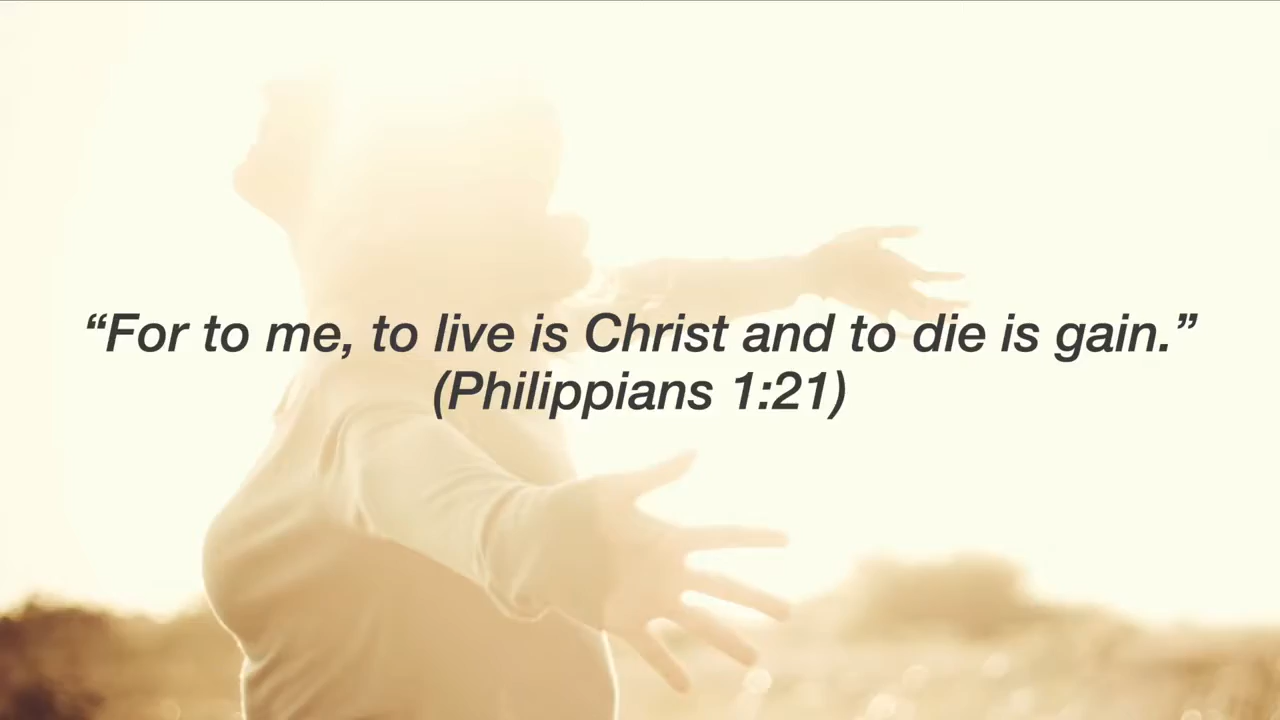 “For to me, to live is Christ and to die is gain.”
(Philippians 1:21)